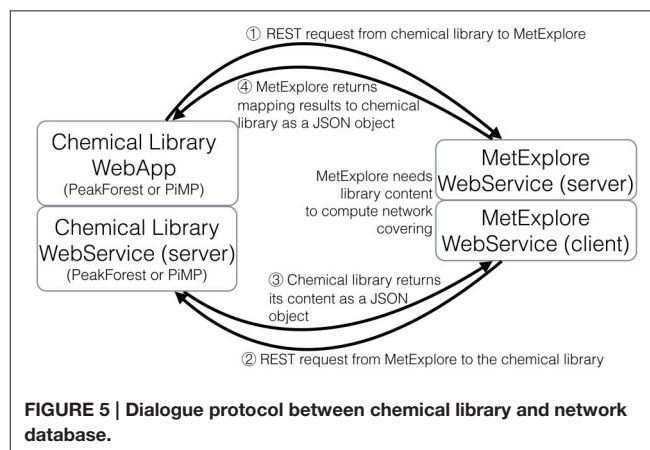 ① REST request from chemical library to MetExplore
④ MetExplore returns
mapping results to chemical
library as a JSON object
Chemical Library
WebApp
(PeakForest or PiMP)
Chemical Library
WebService (server)
(PeakForest or PiMP)
MetExplore needs
library content
to compute network
covering
MetExplore
WebService (server)
MetExplore
WebService (client)
③ Chemical library returns
its content as a JSON
object
② REST request from MetExplore to the chemical library
FIGURE 5 | Dialogue protocol between chemical library and network
database.